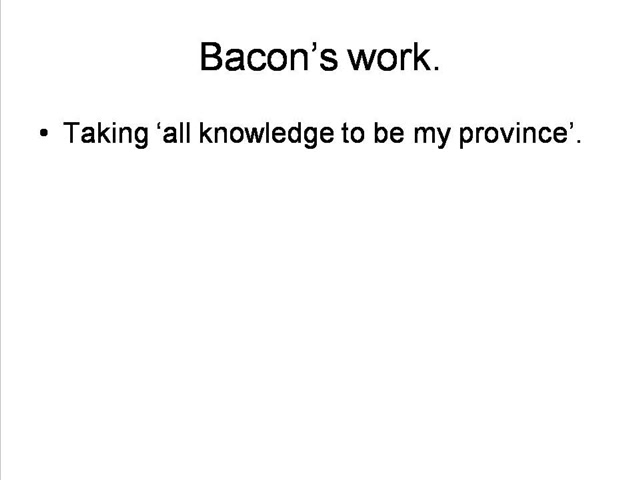 Bacon’s work.
• Taking ‘all knowledge to be my province’.